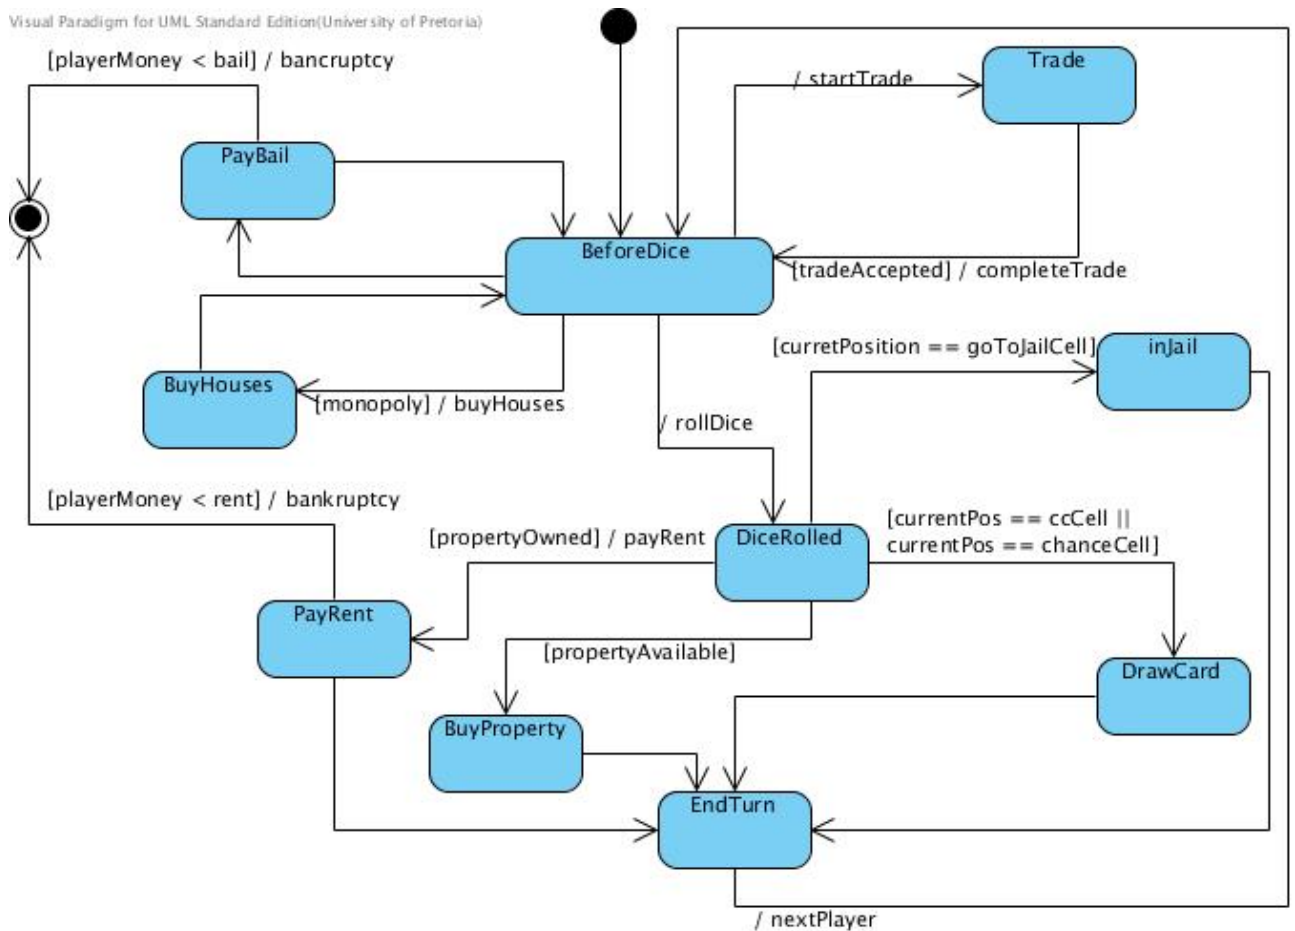 Visual Paradigm for UML Standard Edition(University of Pretoria)
[playerMoney < bail] / bancruptcy
Trade
/ startTrade
PayBail
BeforeDice
[tradeAccepted] / completeTrade
[curretPosition == goToJailCell]
inJail
BuyHouses
[monopoly] / buyHouses
/ rollDice
[playerMoney < rent] / bankruptcy
[propertyOwned] / payRent
DiceRolled
[currentPos == ccCell ||
currentPos == chanceCell]
PayRent
[propertyAvailable]
DrawCard
BuyProperty
EndTurn
/ nextPlayer